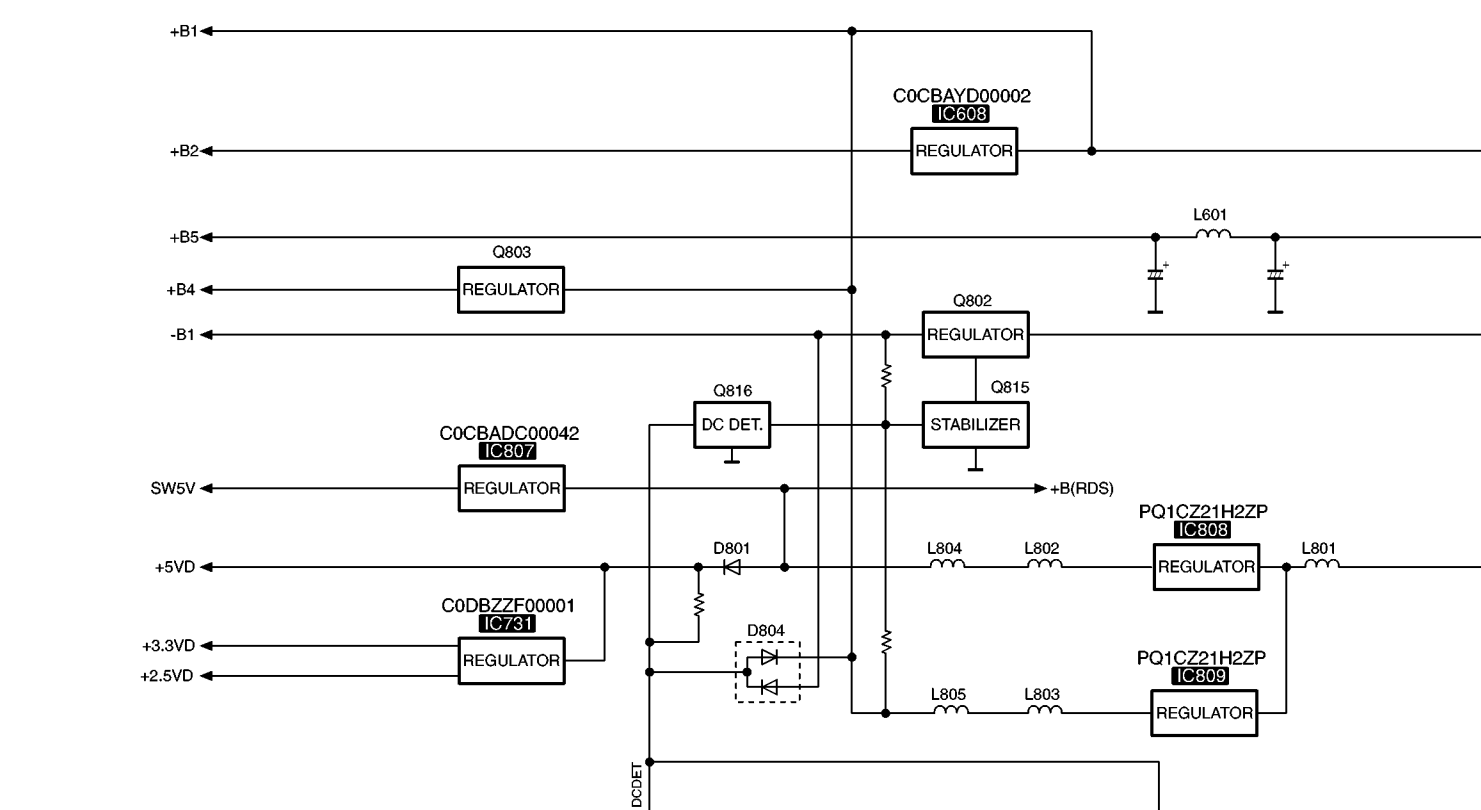 +B1
C0CBAYD00002
IC608
REGULATOR
+B2
L601
+B5
+
+
Q803
REGULATOR
+B4
Q802
REGULATOR
-B1
Q815
STABILIZER
Q816
DC DET.
C0CBADC00042
IC807
REGULATOR
SW5V
+B(RDS)
PQ1CZ21H2ZP
IC808
REGULATOR
L801
L804
L802
D801
+5VD
C0DBZZF00001
IC731
REGULATOR
+3.3VD
+2.5VD
D804
PQ1CZ21H2ZP
IC809
REGULATOR
L805
L803
DCDET